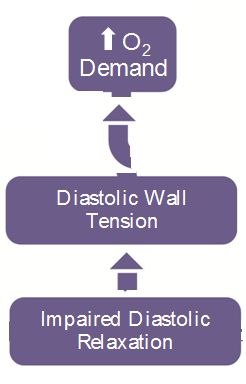 ⬆ O₂
Demand
Diastolic Wall
Tension
Impaired Diastolic
Relaxation